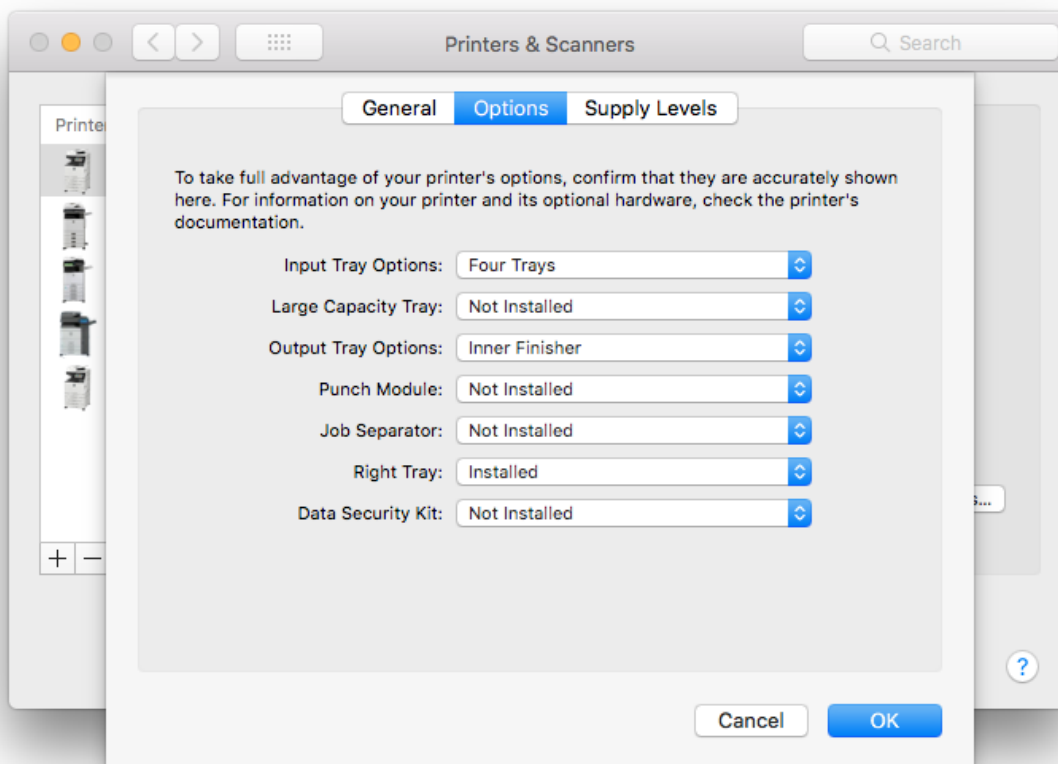 Printers & Scanners
Search
General Options Supply Levels
To take full advantage of your printer's options, confirm that they are accurately shown
here. For information on your printer and its optional hardware, check the printer's
documentation.
Input Tray Options: Four Trays
Large Capacity Tray: Not Installed
Output Tray Options: Inner Finisher
Punch Module: Not Installed
Job Separator: Not Installed
Right Tray: Installed
Data Security Kit: Not Installed
+ −
?
Cancel OK